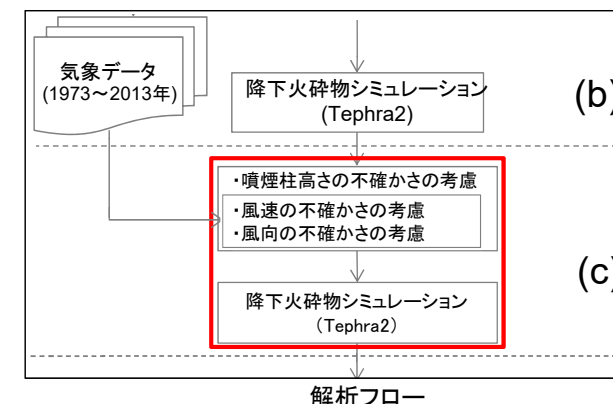 気象データ
(1973～2013年)
降下火砕物シミュレーション
(Tephra2)
(b)
・噴煙柱高さの不確かさの考慮
・風速の不確かさの考慮
・風向の不確かさの考慮
(c)
降下火砕物シミュレーション
（Tephra2）
解析フロー